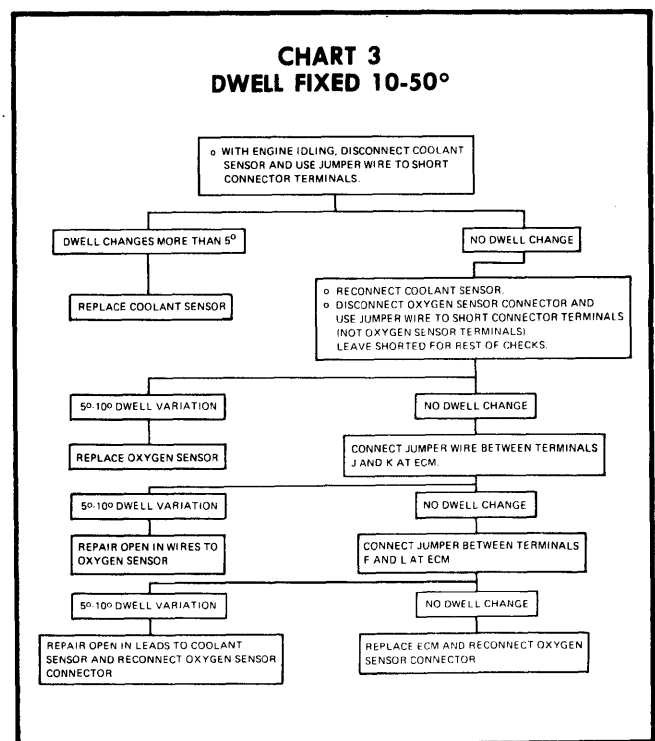 CHART 3
DWELL FIXED 10-50°
o WITH ENGINE IDLING, DISCONNECT COOLANT
SENSOR AND USE JUMPER WIRE TO SHORT
CONNECTOR TERMINALS.
DWELL CHANGES MORE THAN 5°
NO DWELL CHANGE
REPLACE COOLANT SENSOR
o RECONNECT COOLANT SENSOR.
o DISCONNECT OXYGEN SENSOR CONNECTOR AND
USE JUMPER WIRE TO SHORT CONNECTOR TERMINALS
(NOT OXYGEN SENSOR TERMINALS).
LEAVE SHORTED FOR REST OF CHECKS.
5°-10° DWELL VARIATION
NO DWELL CHANGE
REPLACE OXYGEN SENSOR
CONNECT JUMPER WIRE BETWEEN TERMINALS
J AND K AT ECM.
5°-10° DWELL VARIATION
NO DWELL CHANGE
REPAIR OPEN IN WIRES TO
OXYGEN SENSOR
CONNECT JUMPER BETWEEN TERMINALS
F AND L AT ECM
5°-10° DWELL VARIATION
NO DWELL CHANGE
REPAIR OPEN IN LEADS TO COOLANT
SENSOR AND RECONNECT OXYGEN SENSOR
CONNECTOR
REPLACE ECM AND RECONNECT OXYGEN
SENSOR CONNECTOR